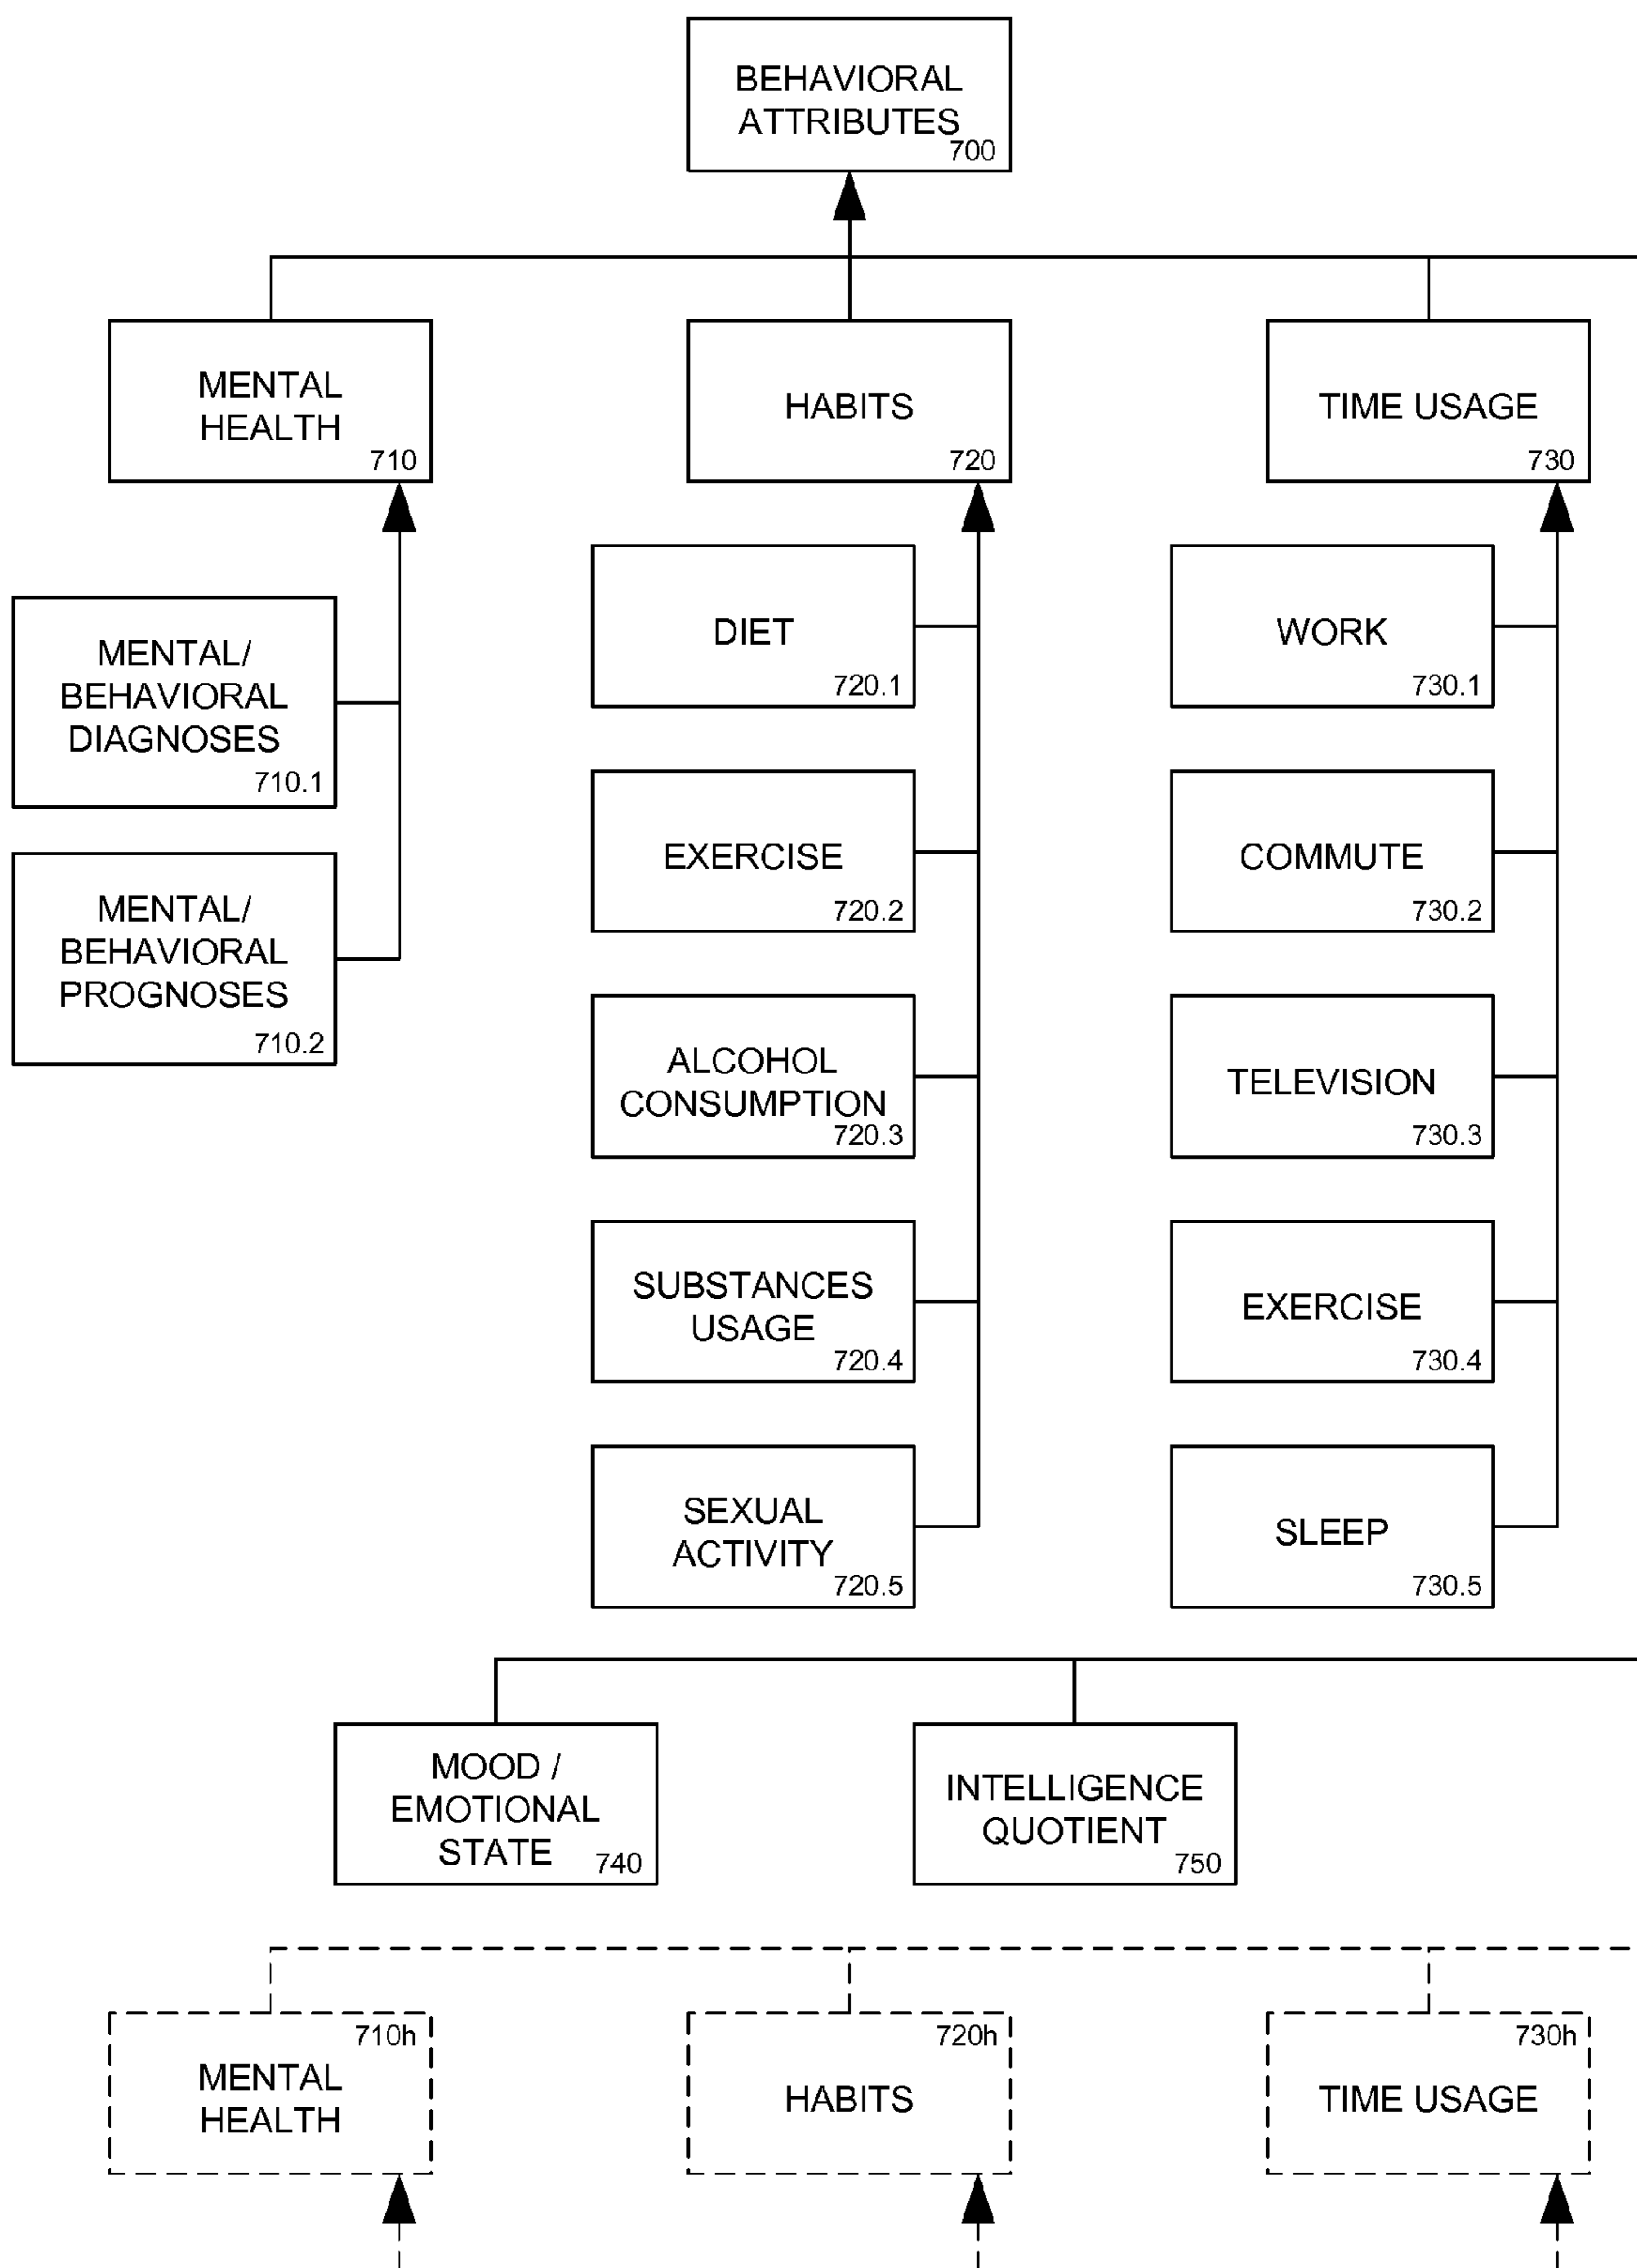 BEHAVIORAL
ATTRIBUTES
700
MENTAL
HEALTH
710
HABITS
720
TIME USAGE
730
MENTAL/
BEHAVIORAL
DIAGNOSES
710.1
MENTAL/
BEHAVIORAL
PROGNOSES
710.2
DIET
720.1
EXERCISE
720.2
ALCOHOL
CONSUMPTION
720.3
SUBSTANCES
USAGE
720.4
SEXUAL
ACTIVITY
720.5
WORK
730.1
COMMUTE
730.2
TELEVISION
730.3
EXERCISE
730.4
SLEEP
730.5
MOOD /
EMOTIONAL
STATE 740
INTELLIGENCE
QUOTIENT
750
710h
MENTAL
HEALTH
720h
HABITS
730h
TIME USAGE